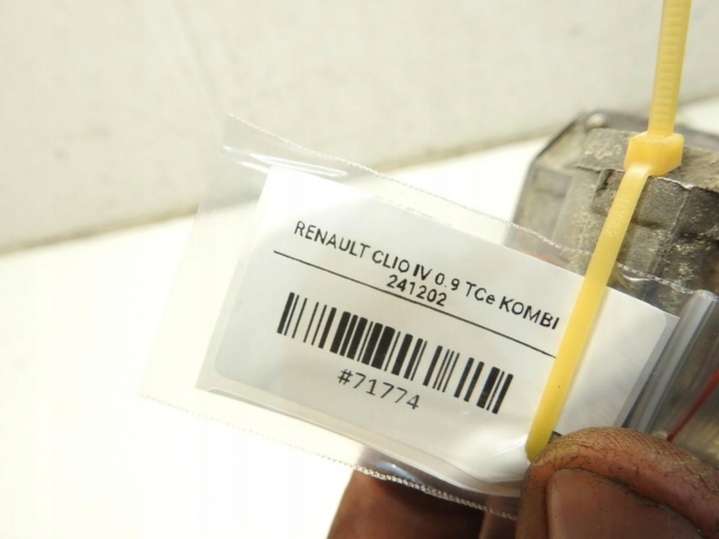 RENAULT CLIO IV 0.9 TCe KOMBI
241202
#71774